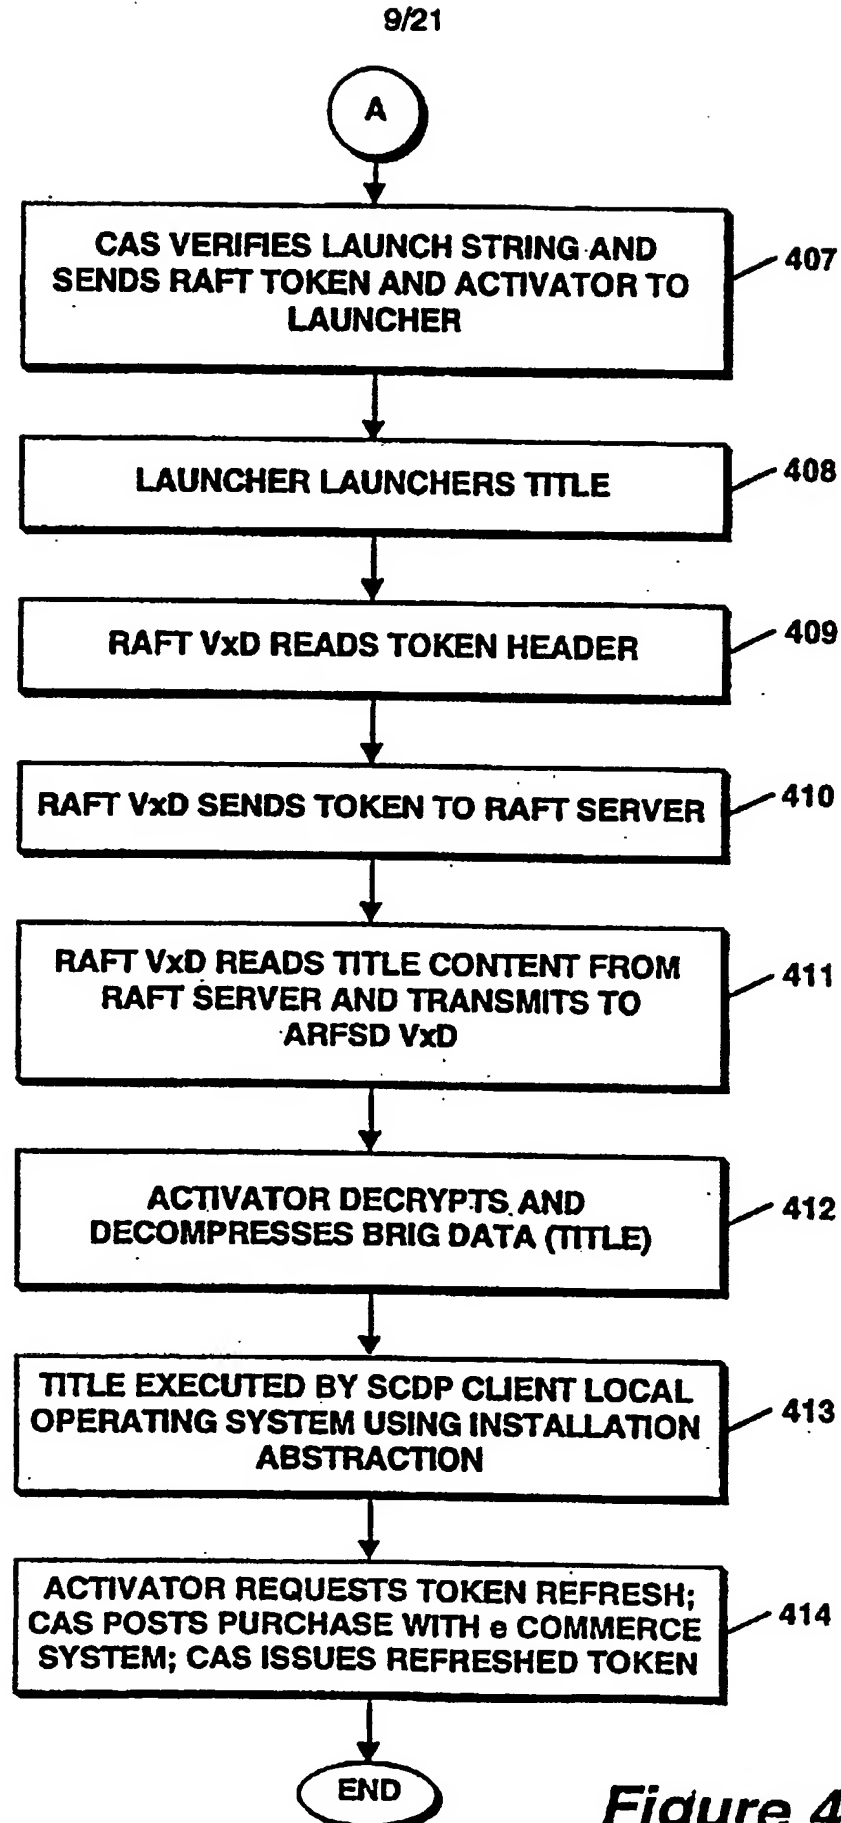 9/21
A
CAS VERIFIES LAUNCH STRING AND
SENDS RAFT TOKEN AND ACTIVATOR TO
LAUNCHER
407
LAUNCHER LAUNCHERS TITLE
408
RAFT VxD READS TOKEN HEADER
409
RAFT VxD SENDS TOKEN TO RAFT SERVER
410
RAFT VxD READS TITLE CONTENT FROM
RAFT SERVER AND TRANSMITS TO
ARFSD VxD
411
ACTIVATOR DECRYPTS AND
DECOMPRESSES BRIG DATA (TITLE)
412
TITLE EXECUTED BY SCDP CLIENT LOCAL
OPERATING SYSTEM USING INSTALLATION
ABSTRACTION
413
ACTIVATOR REQUESTS TOKEN REFRESH;
CAS POSTS PURCHASE WITH e COMMERCE
SYSTEM; CAS ISSUES REFRESHED TOKEN
414
END
Figure 4